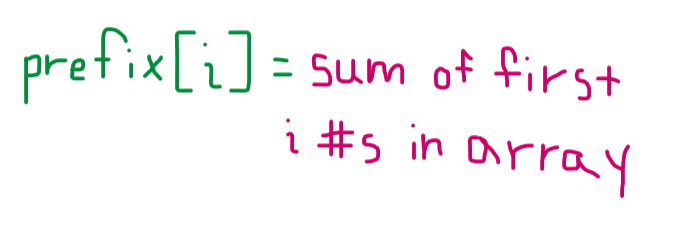 prefix[i] = sum of first
i #s in array